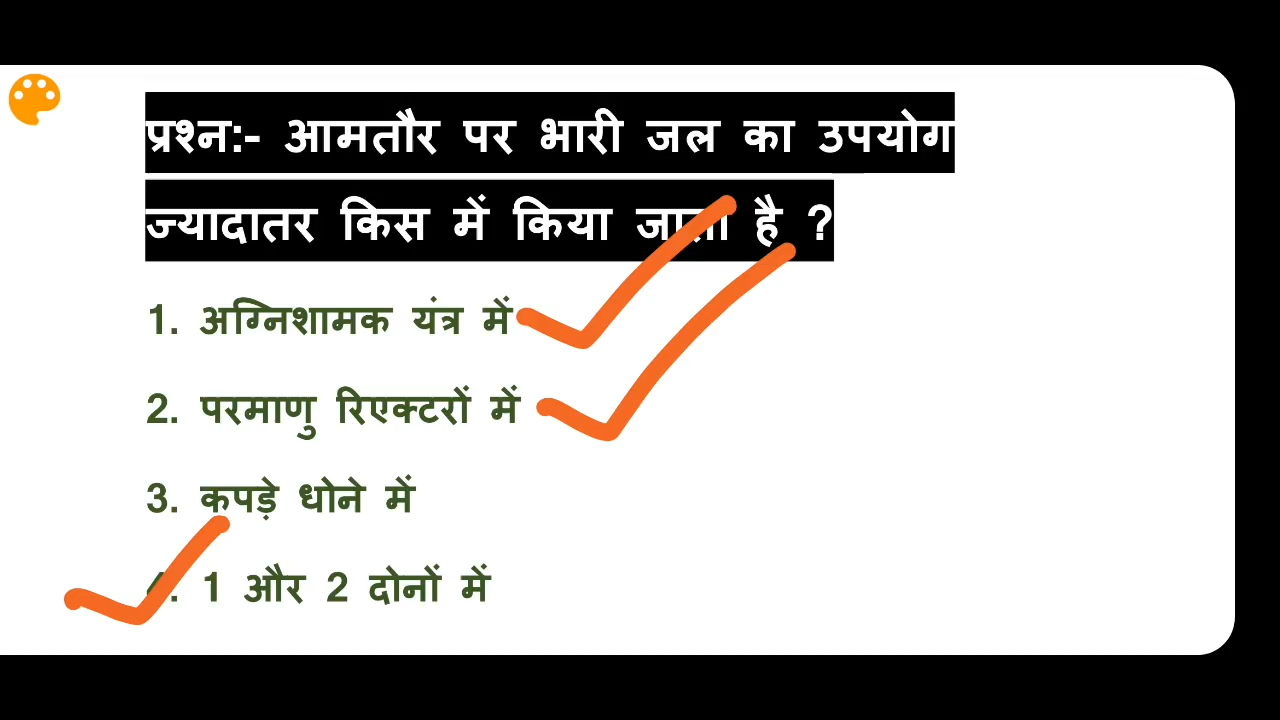 प्रश्न:- आमतौर पर भारी जल का उपयोग
ज्यादातर किस में किया जाता है ?
1. अग्निशामक यंत्र में
2. परमाणु रिएक्टरों में
3. कपड़े धोने में
4. 1 और 2 दोनों में